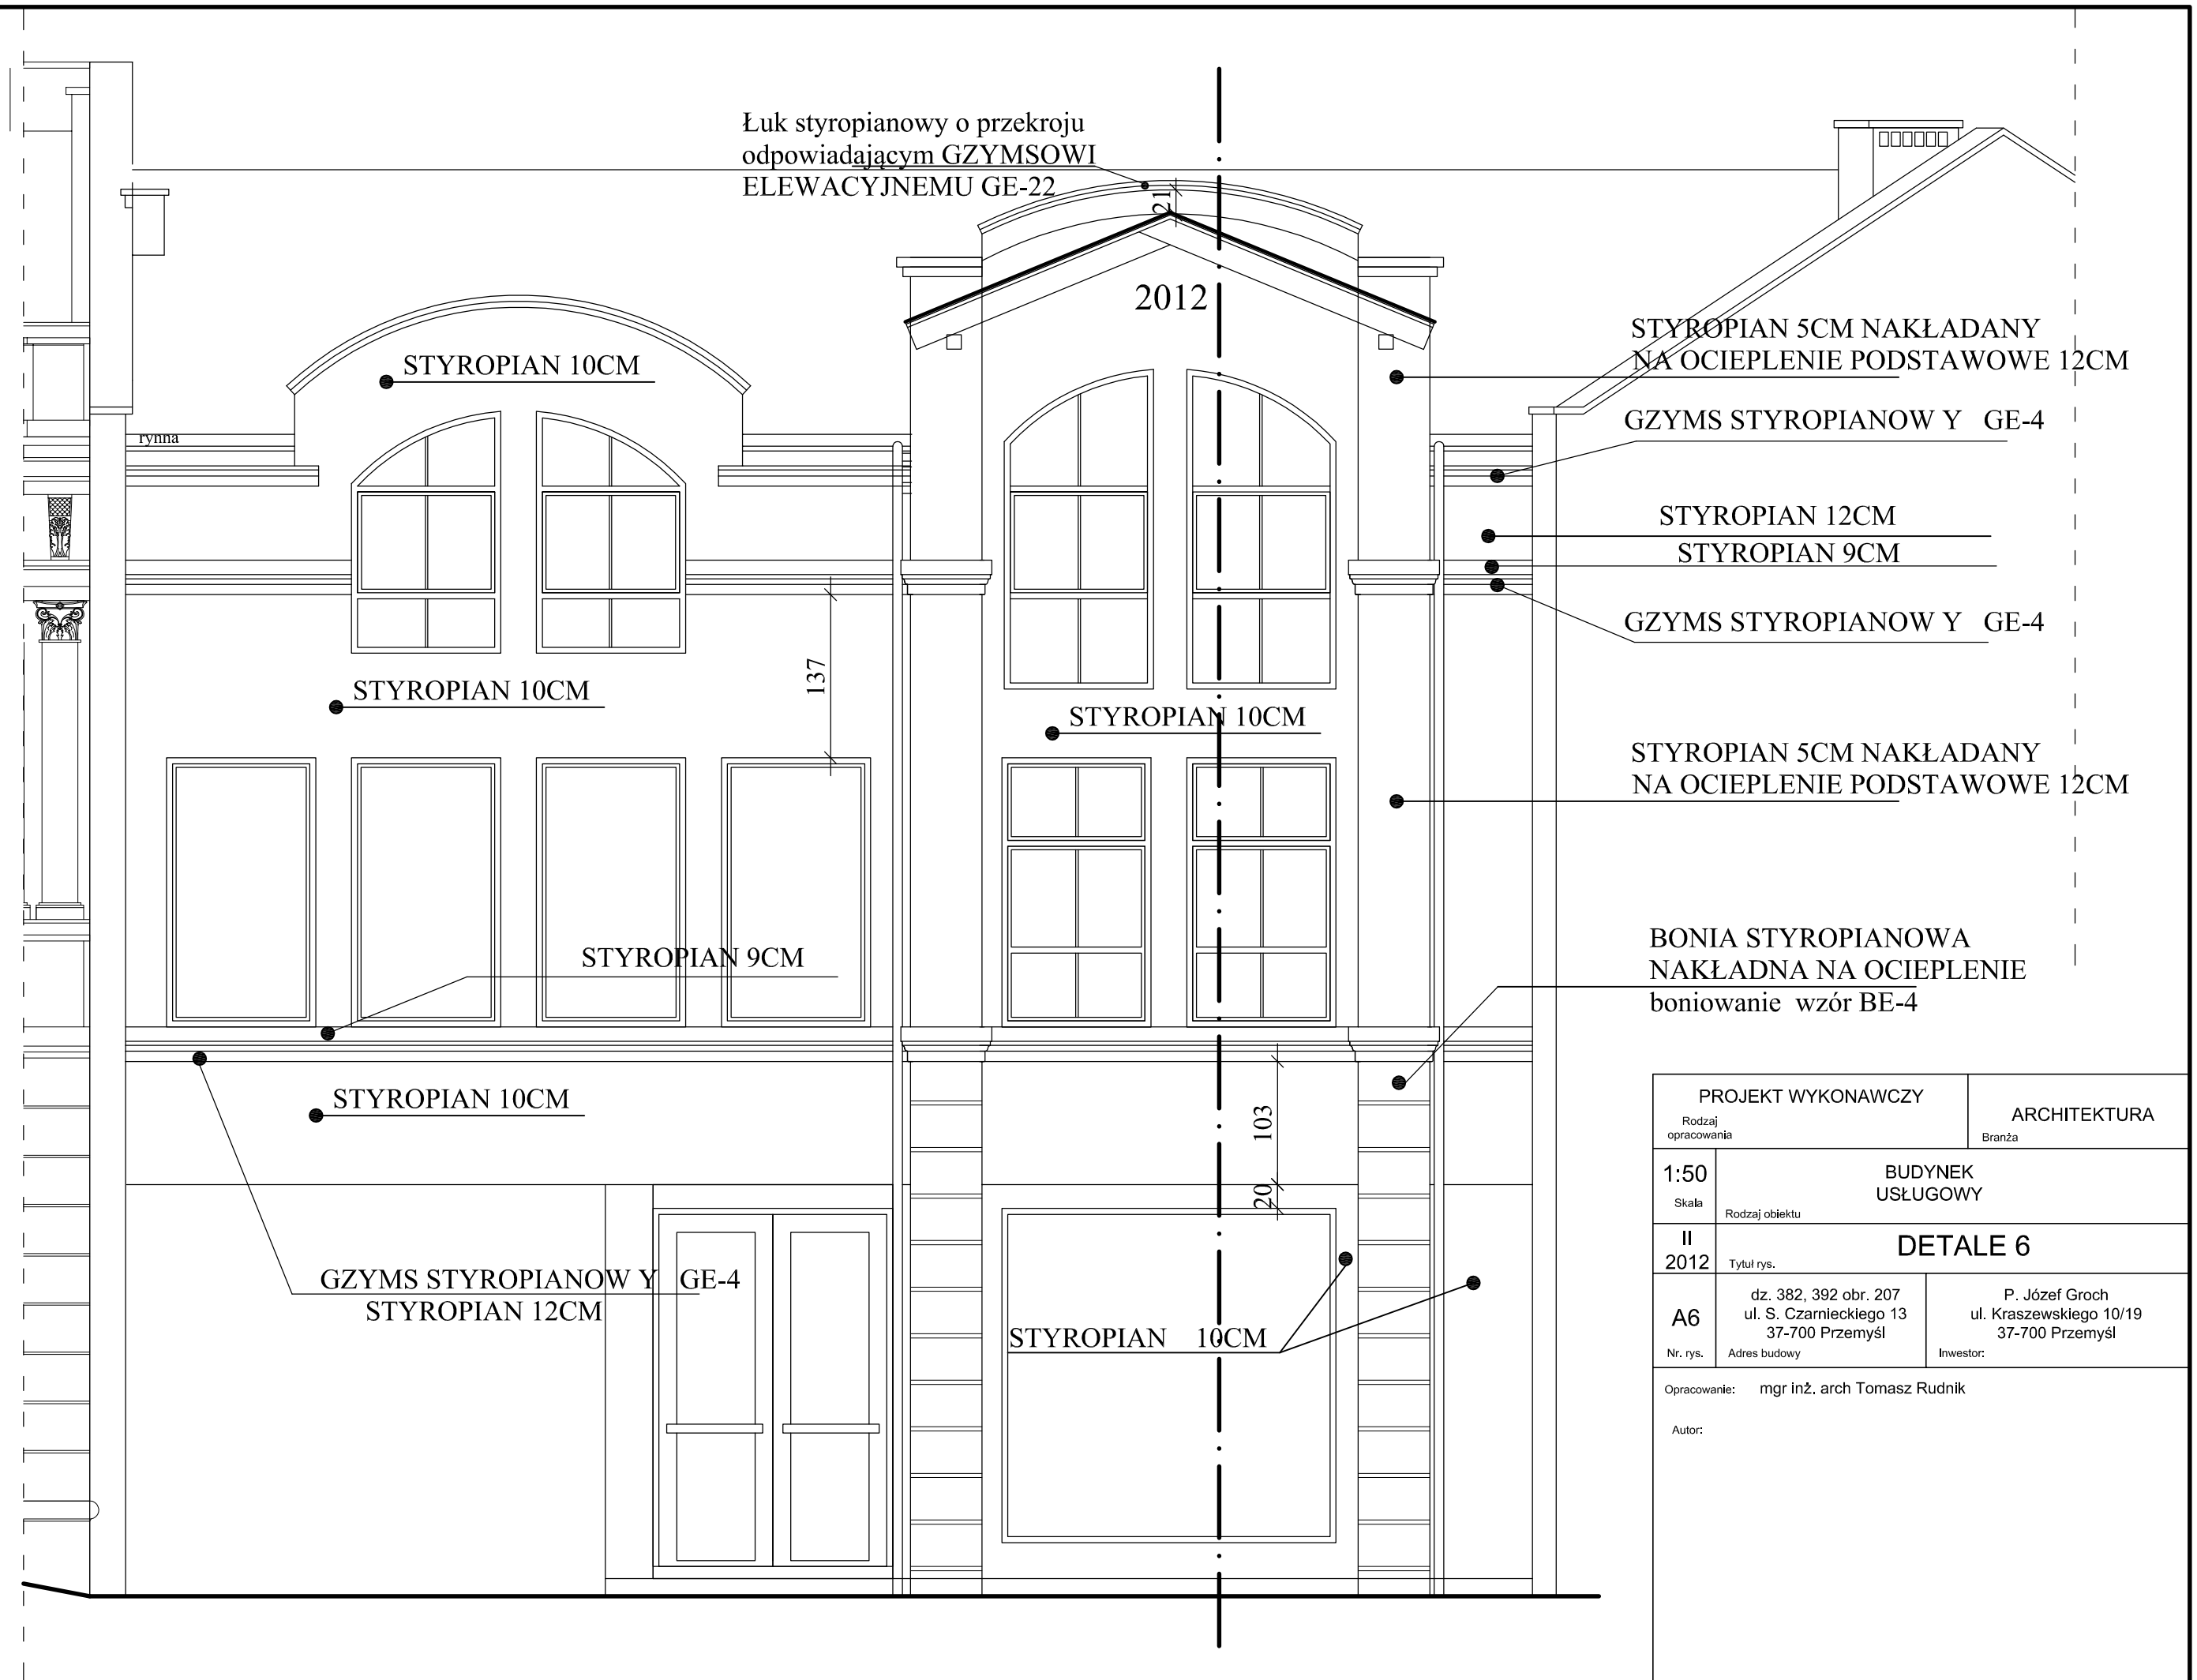 Łuk styropianowy o przekroju
odpowiadającym GZYMSOWI
ELEWACYJNEMU GE-22
21
2012
STYROPIAN 10CM
STYROPIAN 5CM NAKŁADANY
NA OCIEPLENIE PODSTAWOWE 12CM
GZYMS STYROPIANOW Y GE-4
rynna
STYROPIAN 12CM
STYROPIAN 9CM
GZYMS STYROPIANOW Y GE-4
137
STYROPIAN 10CM
STYROPIAN 10CM
STYROPIAN 5CM NAKŁADANY
NA OCIEPLENIE PODSTAWOWE 12CM
STYROPIAN 9CM
BONIA STYROPIANOWA
NAKŁADNA NA OCIEPLENIE
boniowanie wzór BE-4
STYROPIAN 10CM
103
20
GZYMS STYROPIANOW Y GE-4
STYROPIAN 12CM
STYROPIAN 10CM
PROJEKT WYKONAWCZY
Rodzaj
opracowania
ARCHITEKTURA
Branża
1:50
Skala
BUDYNEK
USŁUGOWY
Rodzaj obiektu
II
2012
DETALE 6
Tytuł rys.
A6
Nr. rys.
dz. 382, 392 obr. 207
ul. S. Czarnieckiego 13
37-700 Przemyśl
Adres budowy
P. Józef Groch
ul. Kraszewskiego 10/19
37-700 Przemyśl
Inwestor:
Opracowanie: mgr inż. arch Tomasz Rudnik
Autor: